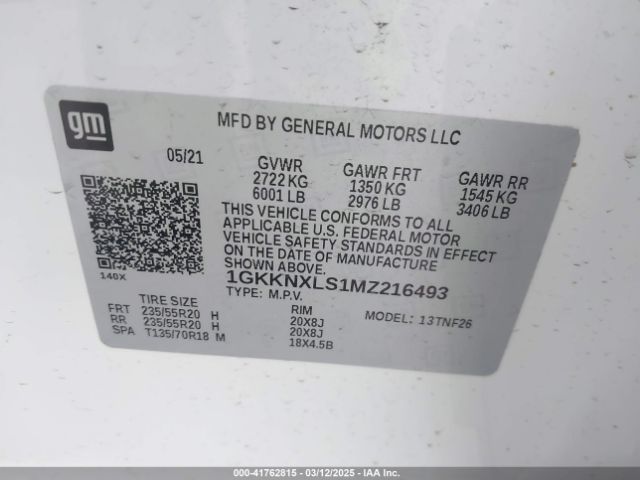 gm
MFD BY GENERAL MOTORS LLC
05/21
GVWR GAWR FRT GAWR RR
2722 KG 1350 KG 1545 KG
6001 LB 2976 LB 3406 LB
THIS VEHICLE CONFORMS TO ALL
APPLICABLE U.S. FEDERAL MOTOR
VEHICLE SAFETY STANDARDS IN EFFECT
ON THE DATE OF MANUFACTURE
SHOWN ABOVE.
140X
1GKKNXLS1MZ216493
TYPE: M.P.V. MODEL: 13TNF26
TIRE SIZE RIM
FRT 235/55R20 H 20X8J
RR 235/55R20 H 20X8J
SPA T135/70R18 M 18X4.5B
000-41762815 - 03/12/2025 - IAA Inc.